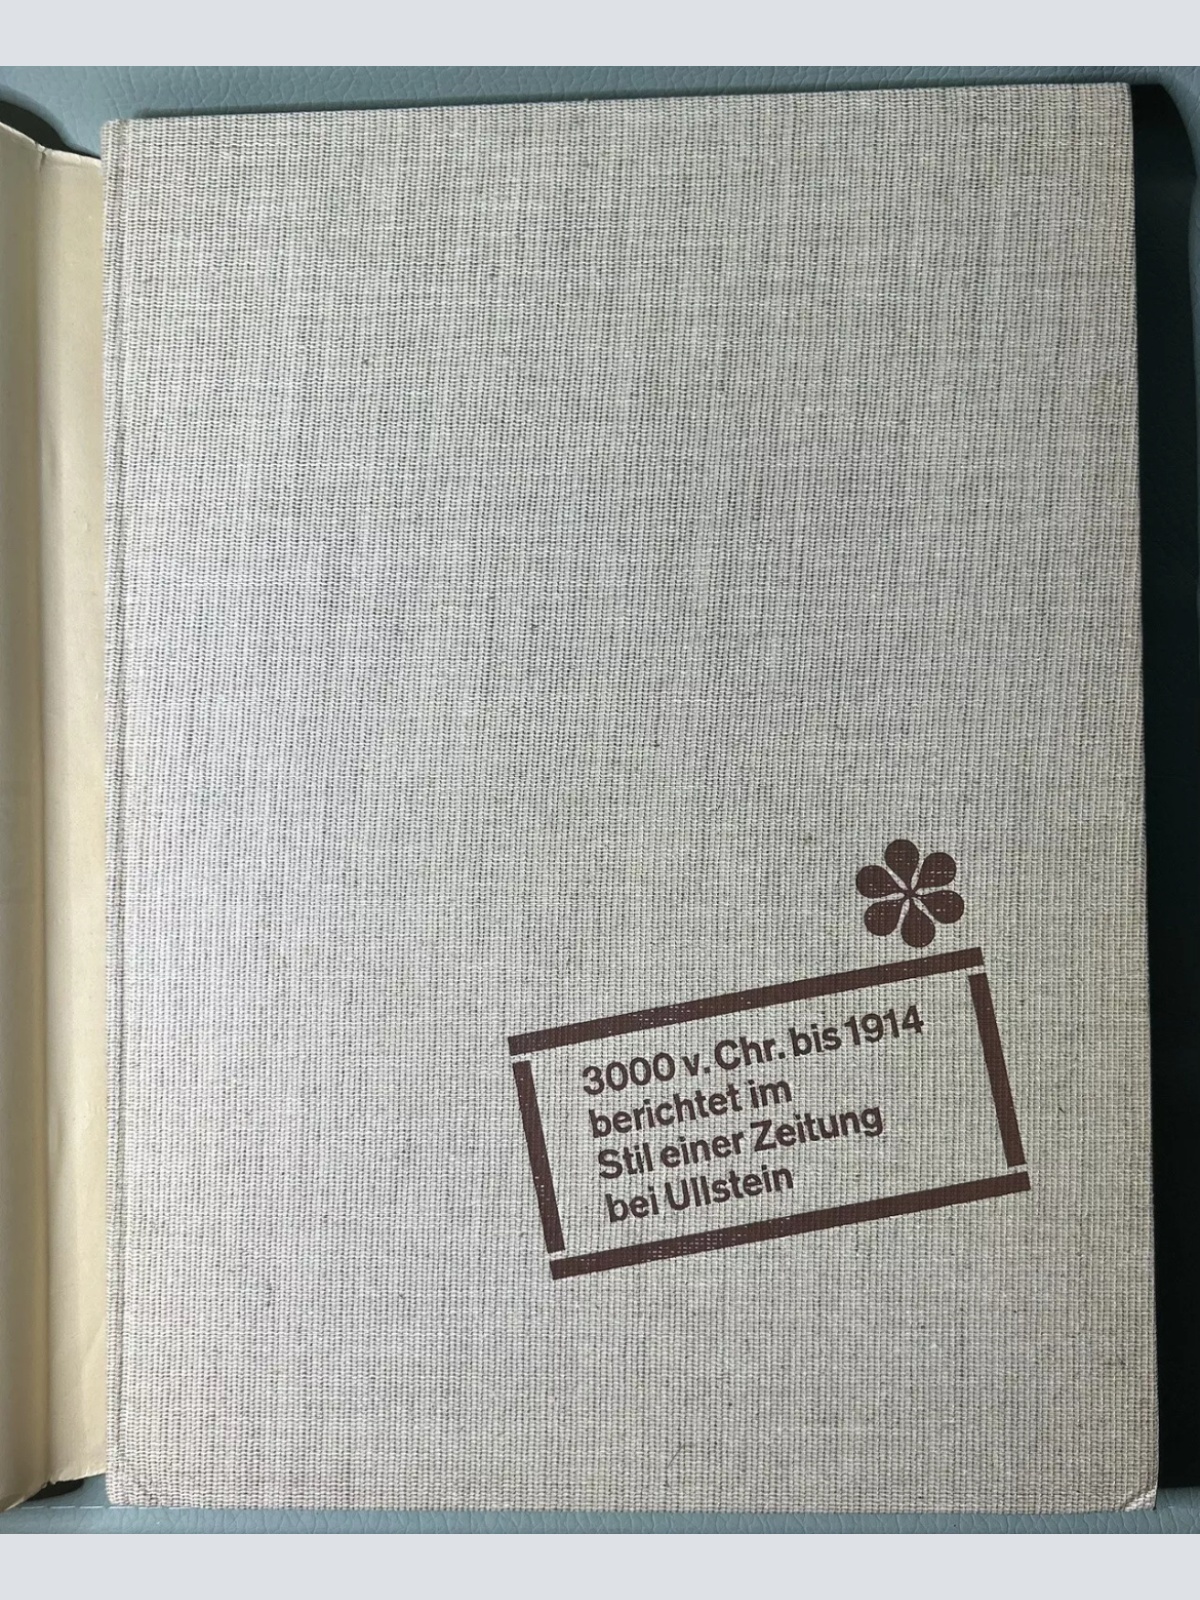 3000 v. Chr. bis 1914
berichtet im
Stil einer Zeitung
bei Ullstein